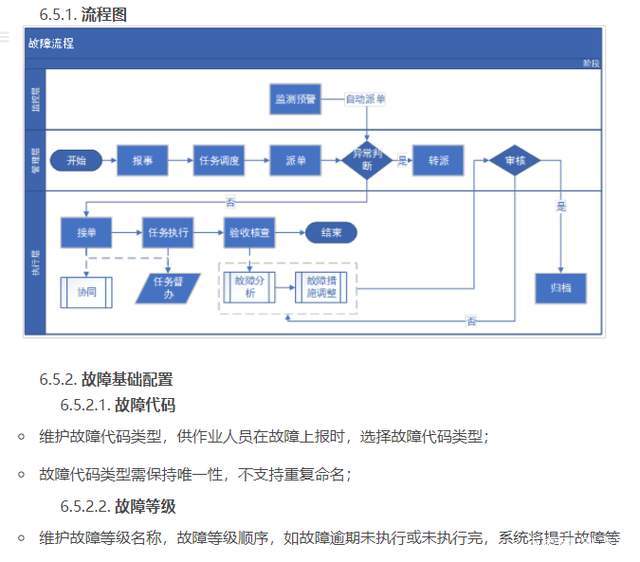 6.5.1. 流程图
故障流程
阶段
监控层
监测预警
自动派单
管理层
开始
报事
任务调度
派单
异常判
断
是
转派
审核
否
是
执行层
接单
任务执行
验收核查
结束
协同
任务督
办
故障分
析
故障措
施调整
归档
否
6.5.2. 故障基础配置
6.5.2.1. 故障代码
维护故障代码类型，供作业人员在故障上报时，选择故障代码类型；
故障代码类型需保持唯一性，不支持重复命名；
6.5.2.2. 故障等级
维护故障等级名称，故障等级顺序，如故障逾期未执行或未执行完，系统将提升故障等